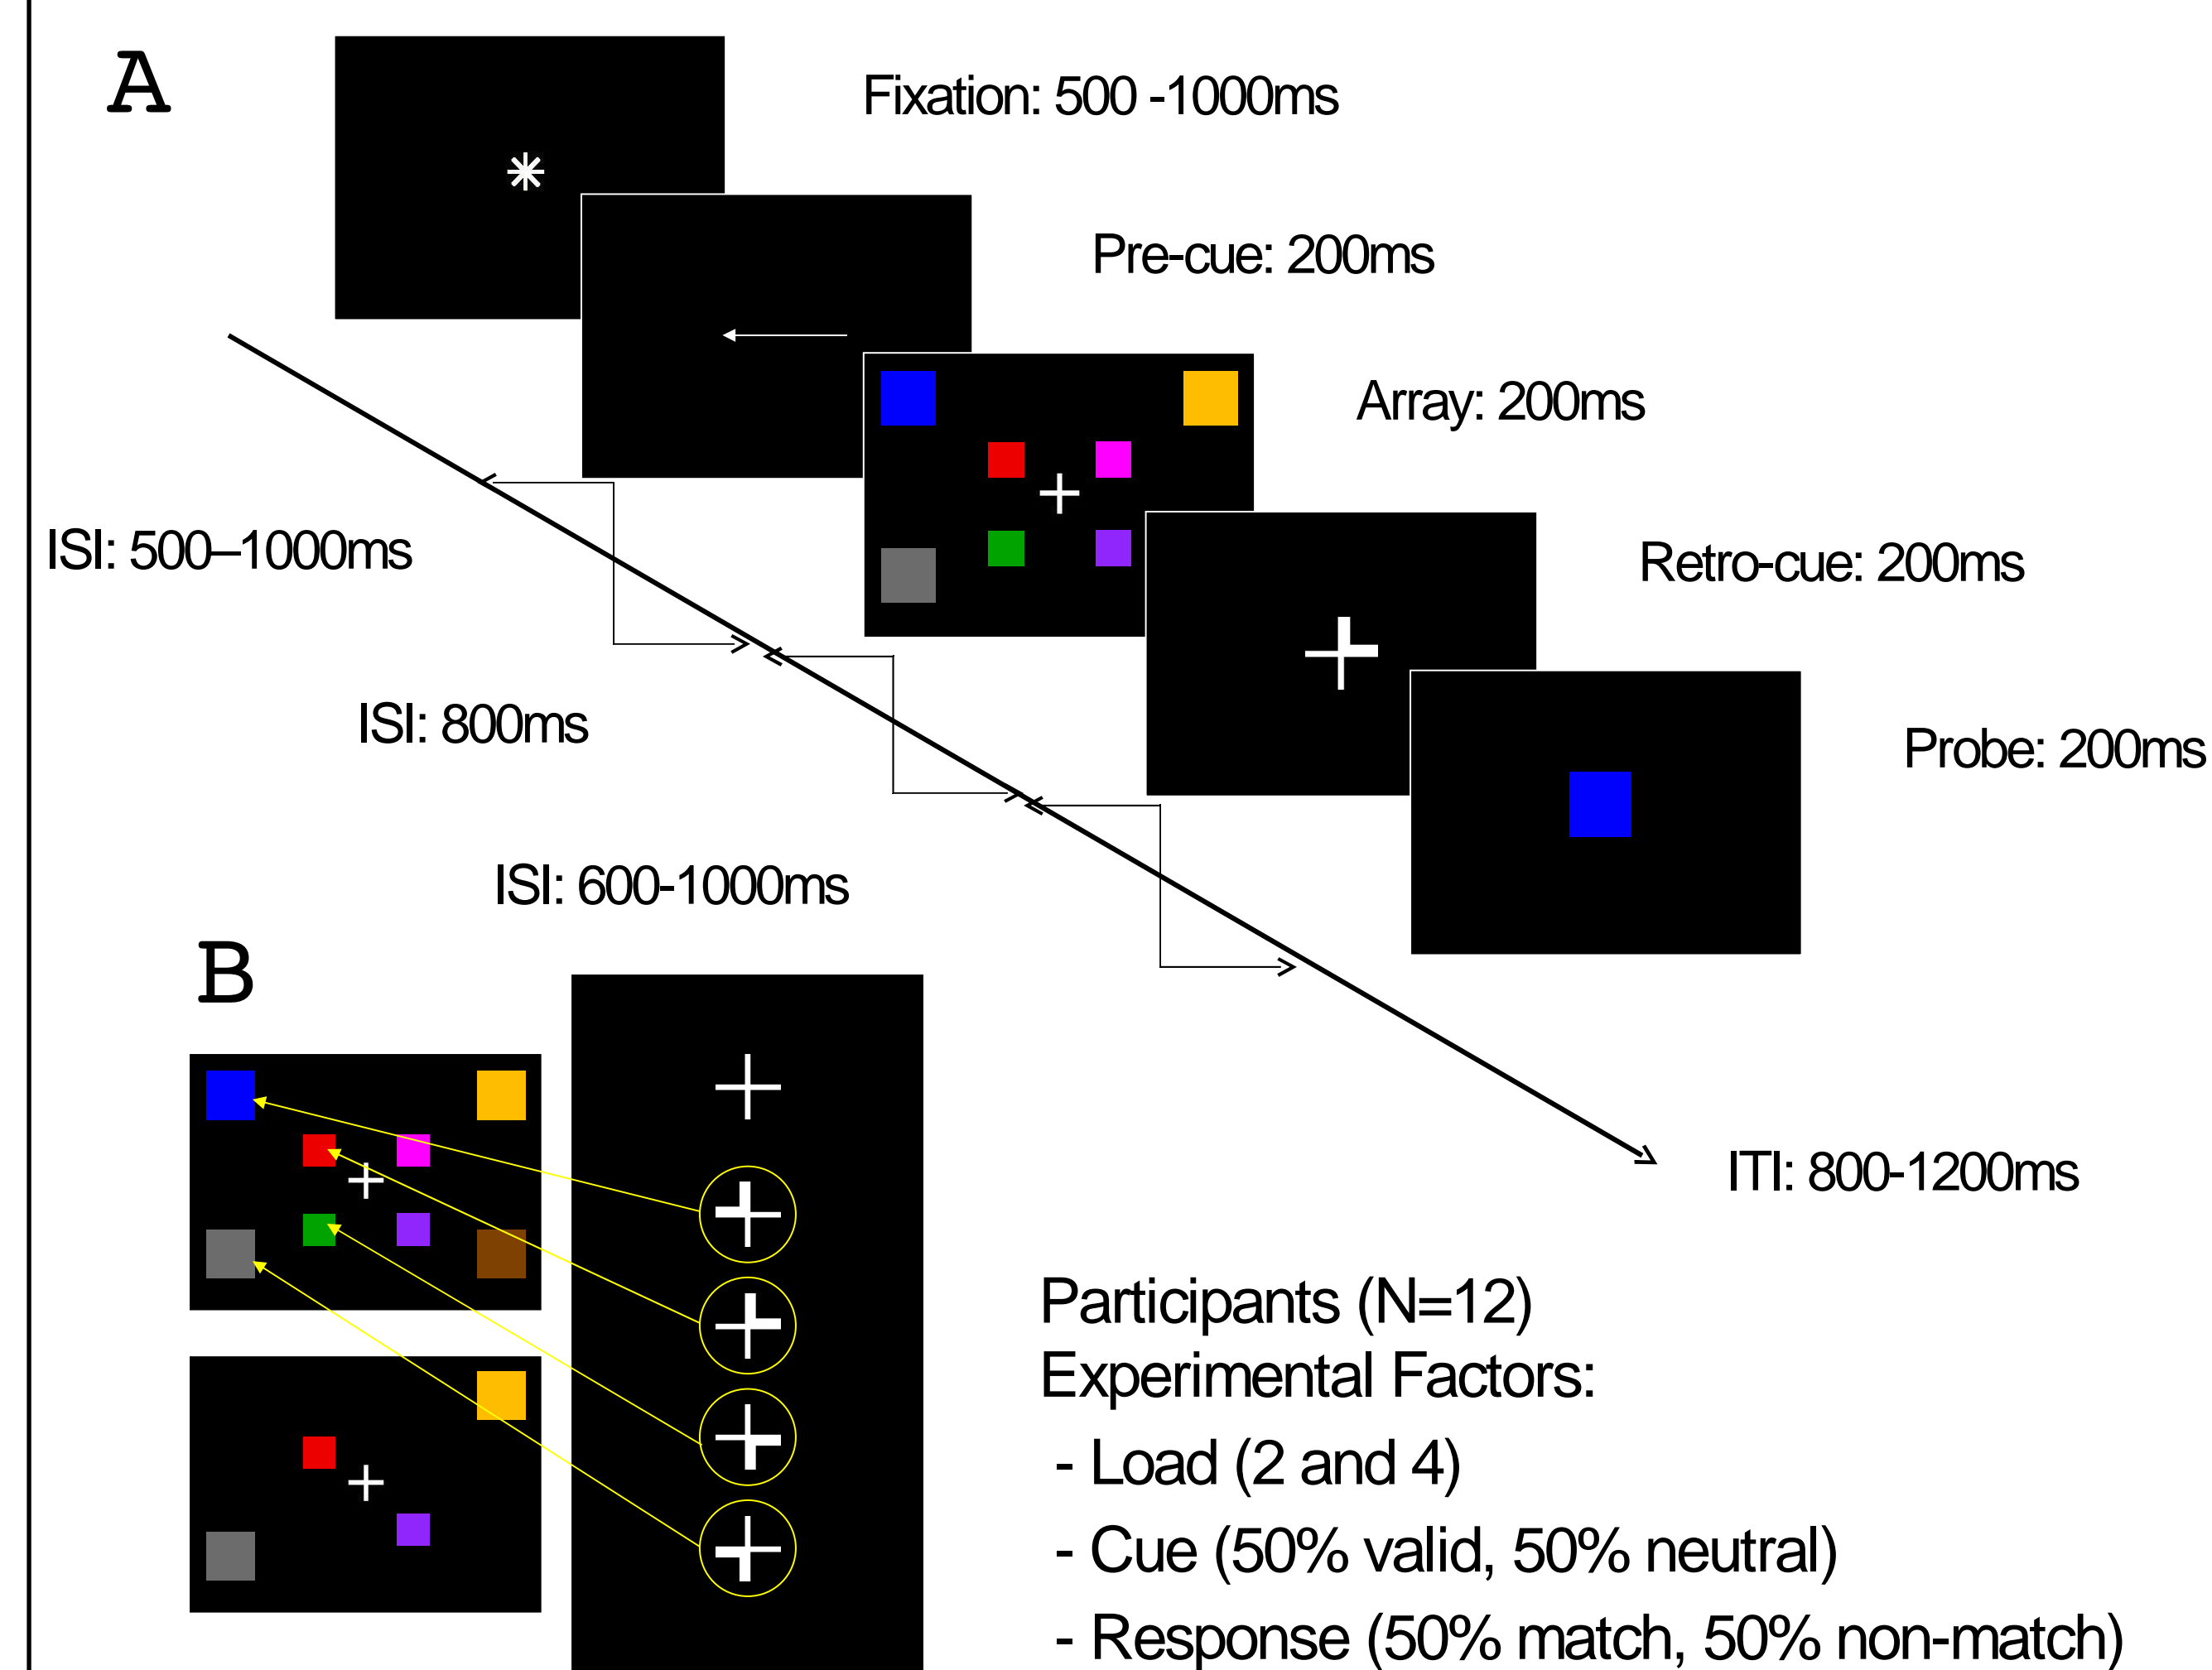 A
Fixation: 500 -1000ms
Pre-cue: 200ms
Array: 200ms
ISI: 500–1000ms
Retro-cue: 200ms
ISI: 800ms
Probe: 200ms
ISI: 600-1000ms
B
ITI: 800-1200ms
Participants (N=12)
Experimental Factors:
- Load (2 and 4)
- Cue (50% valid, 50% neutral)
- Response (50% match, 50% non-match)